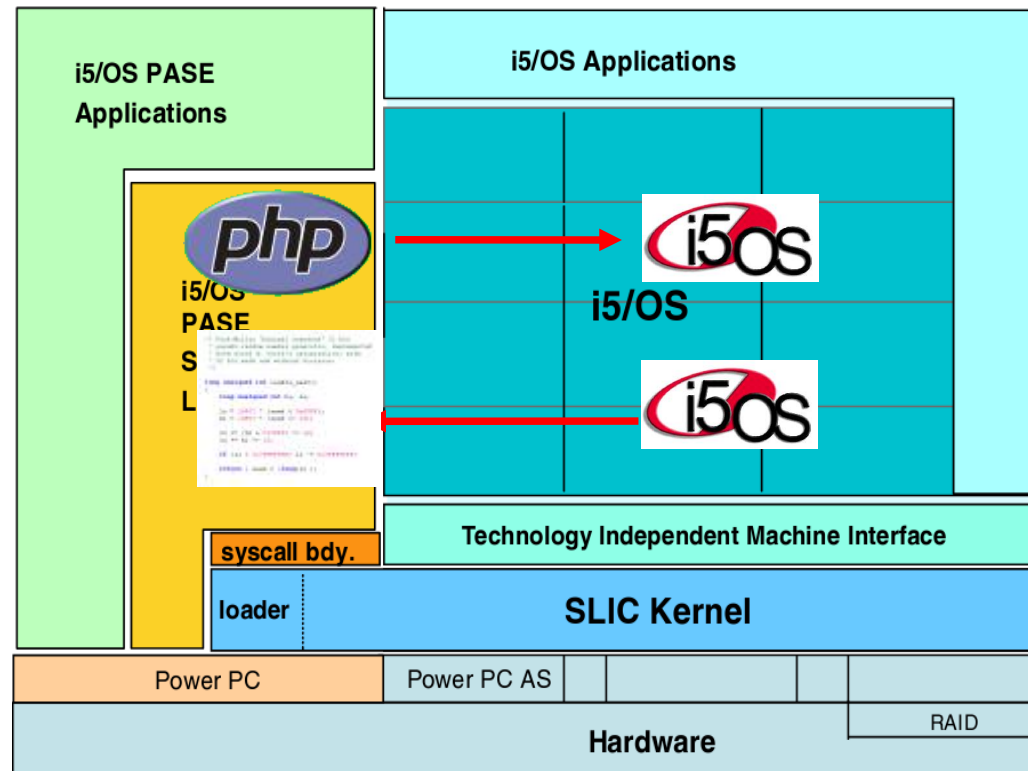 i5/OS PASE
Applications
i5/OS Applications
php
i5OS
i5/OS
PASE
S
L
i5/OS
i5OS
Technology Independent Machine Interface
syscall bdy.
loader
SLIC Kernel
Power PC
Power PC AS
RAID
Hardware